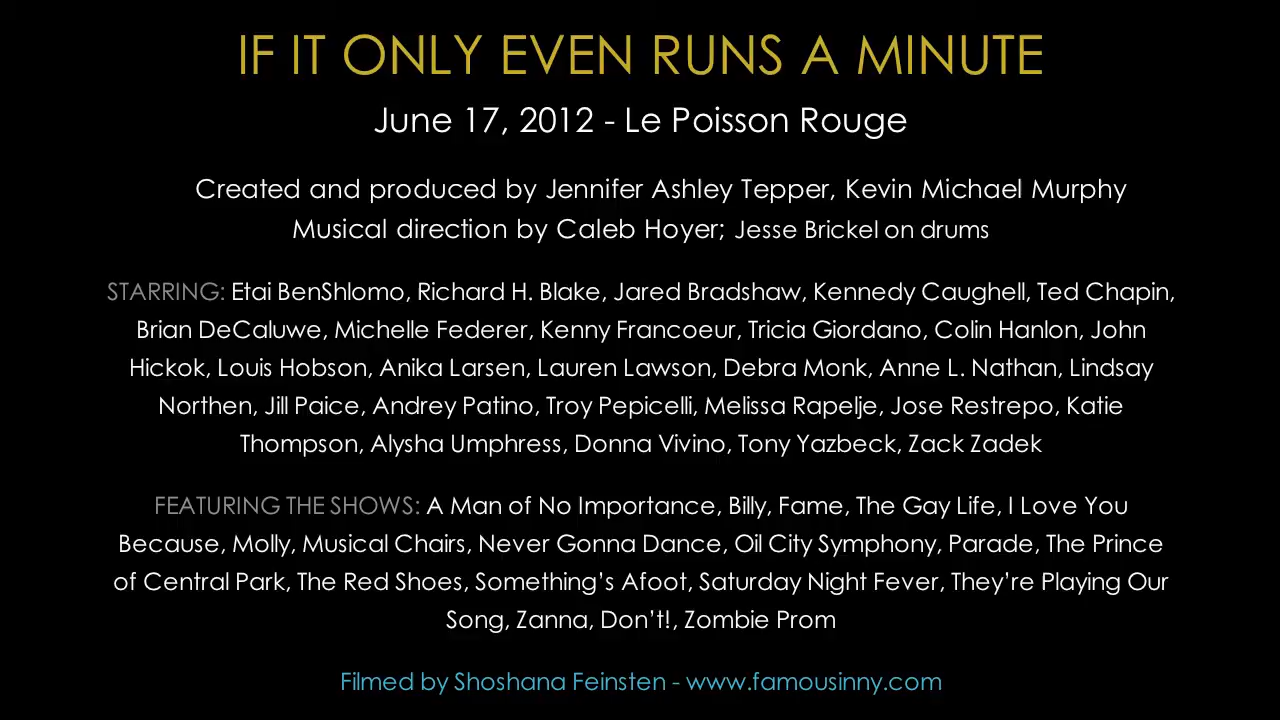 IF IT ONLY EVEN RUNS A MINUTE
June 17, 2012 - Le Poisson Rouge
Created and produced by Jennifer Ashley Tepper, Kevin Michael Murphy
Musical direction by Caleb Hoyer; Jesse Brickel on drums
STARRING: Etai BenShlomo, Richard H. Blake, Jared Bradshaw, Kennedy Caughell, Ted Chapin,
Brian DeCaluwe, Michelle Federer, Kenny Francoeur, Tricia Giordano, Colin Hanlon, John
Hickok, Louis Hobson, Anika Larsen, Lauren Lawson, Debra Monk, Anne L. Nathan, Lindsay
Northen, Jill Paice, Andrey Patino, Troy Pepicelli, Melissa Rapelje, Jose Restrepo, Katie
Thompson, Alysha Umphress, Donna Vivino, Tony Yazbeck, Zack Zadek
FEATURING THE SHOWS: A Man of No Importance, Billy, Fame, The Gay Life, I Love You
Because, Molly, Musical Chairs, Never Gonna Dance, Oil City Symphony, Parade, The Prince
of Central Park, The Red Shoes, Something’s Afoot, Saturday Night Fever, They’re Playing Our
Song, Zanna, Don’t!, Zombie Prom
Filmed by Shoshana Feinsten - www.famousinny.com